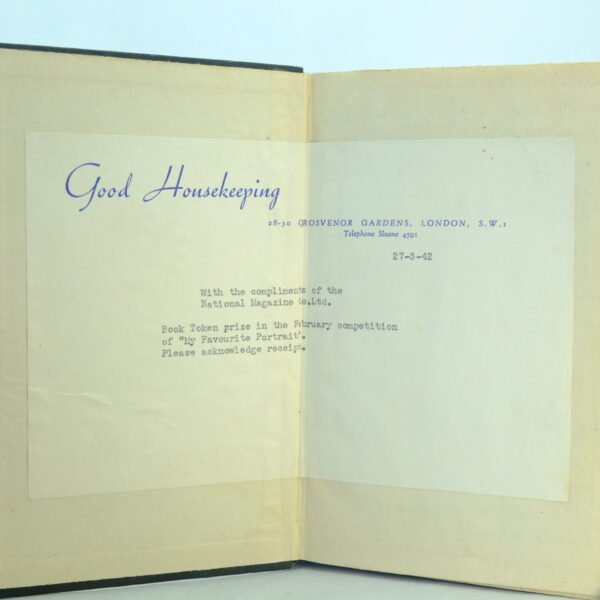 Good Housekeeping
28-30 GROSVENOR GARDENS, LONDON, S.W.1
Telephone Sloane 4591
27-3-42
With the compliments of the
National Magazine Co.Ltd.
Book Token prize in the February competition
of "My Favourite Portrait'.
Please acknowledge receipt.